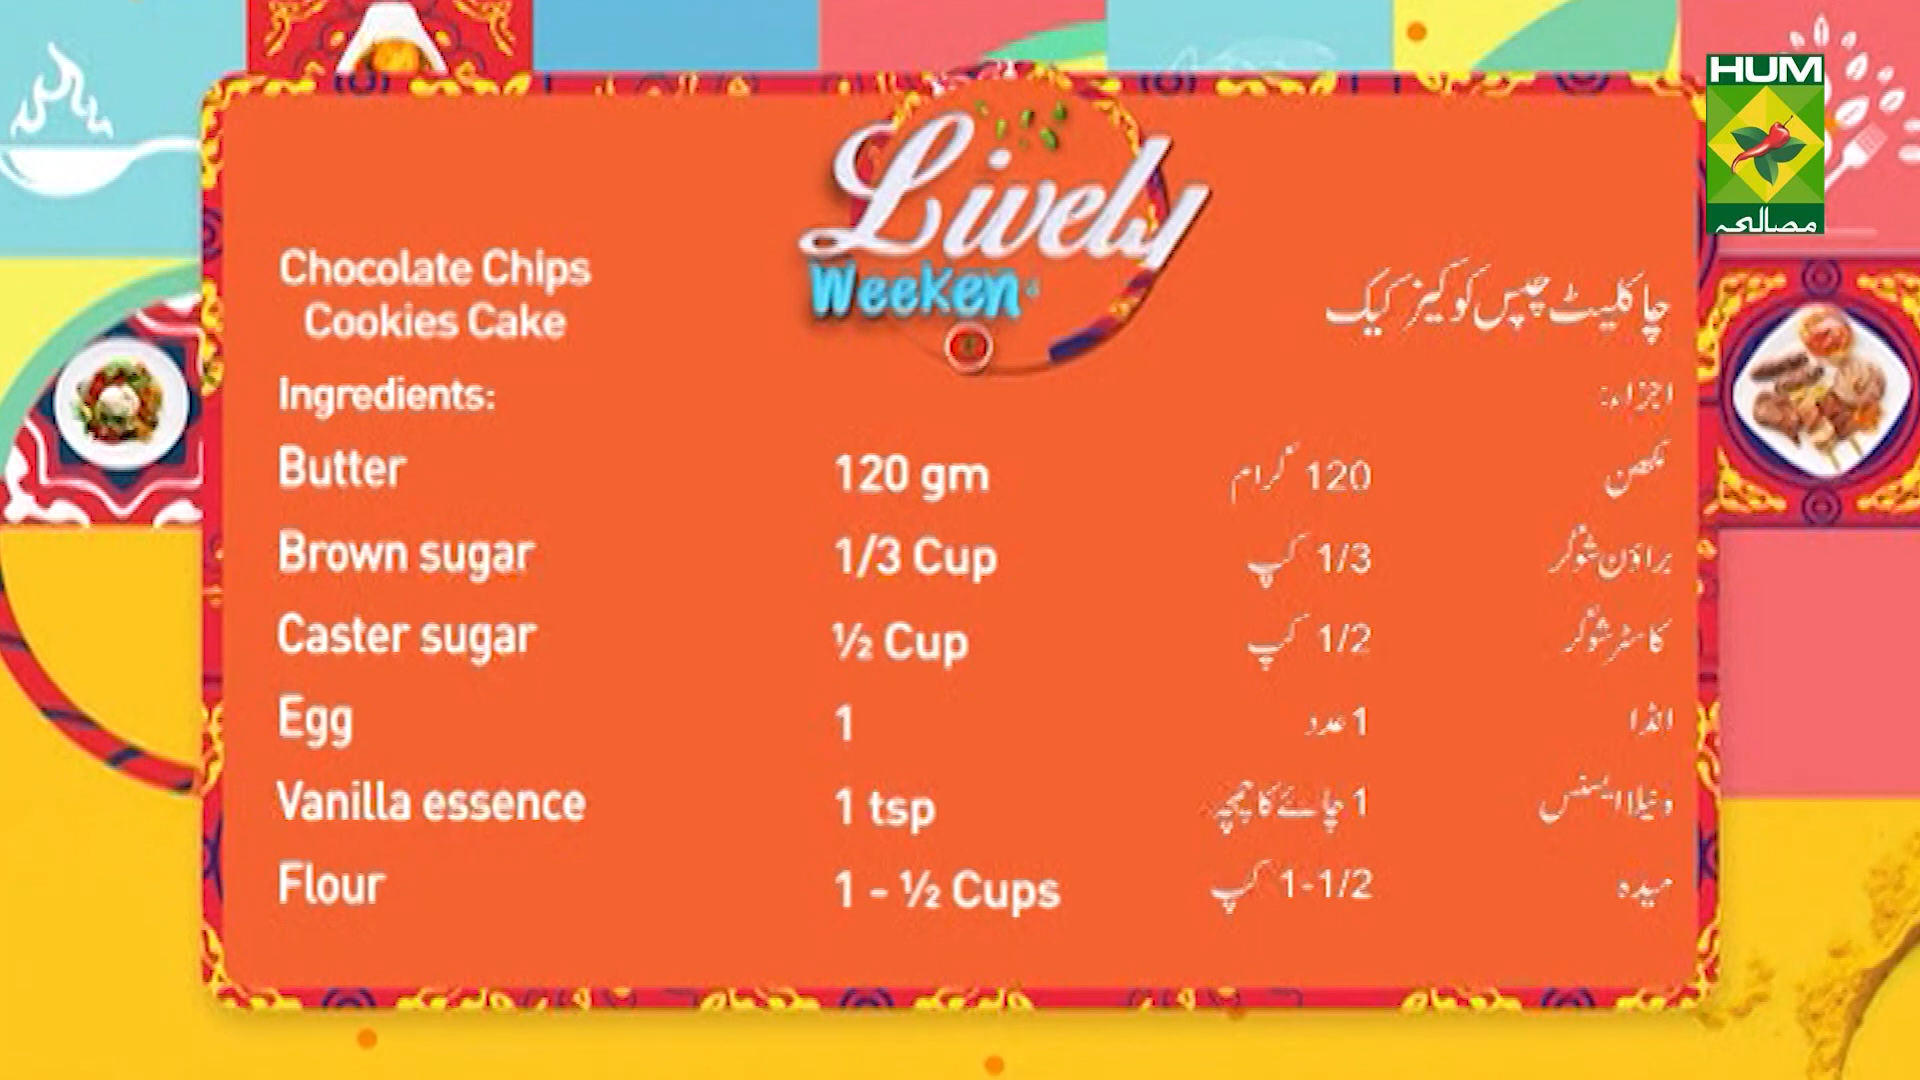 HUM
مصالحہ
Lively
Weeken
Chocolate Chips
Cookies Cake
چاکلیٹ چپس کوکیز کیک
Ingredients:
اجزاء:
Butter 120 gm 120 گرام مکھن
Brown sugar 1/3 Cup 1/3 کپ براؤن شوگر
Caster sugar ½ Cup 1/2 کپ کاسٹر شوگر
Egg 1 1 عدد انڈا
Vanilla essence 1 tsp 1 چائے کا چمچہ ونیلا ایسنس
Flour 1 - ½ Cups 1-1/2 کپ میدہ